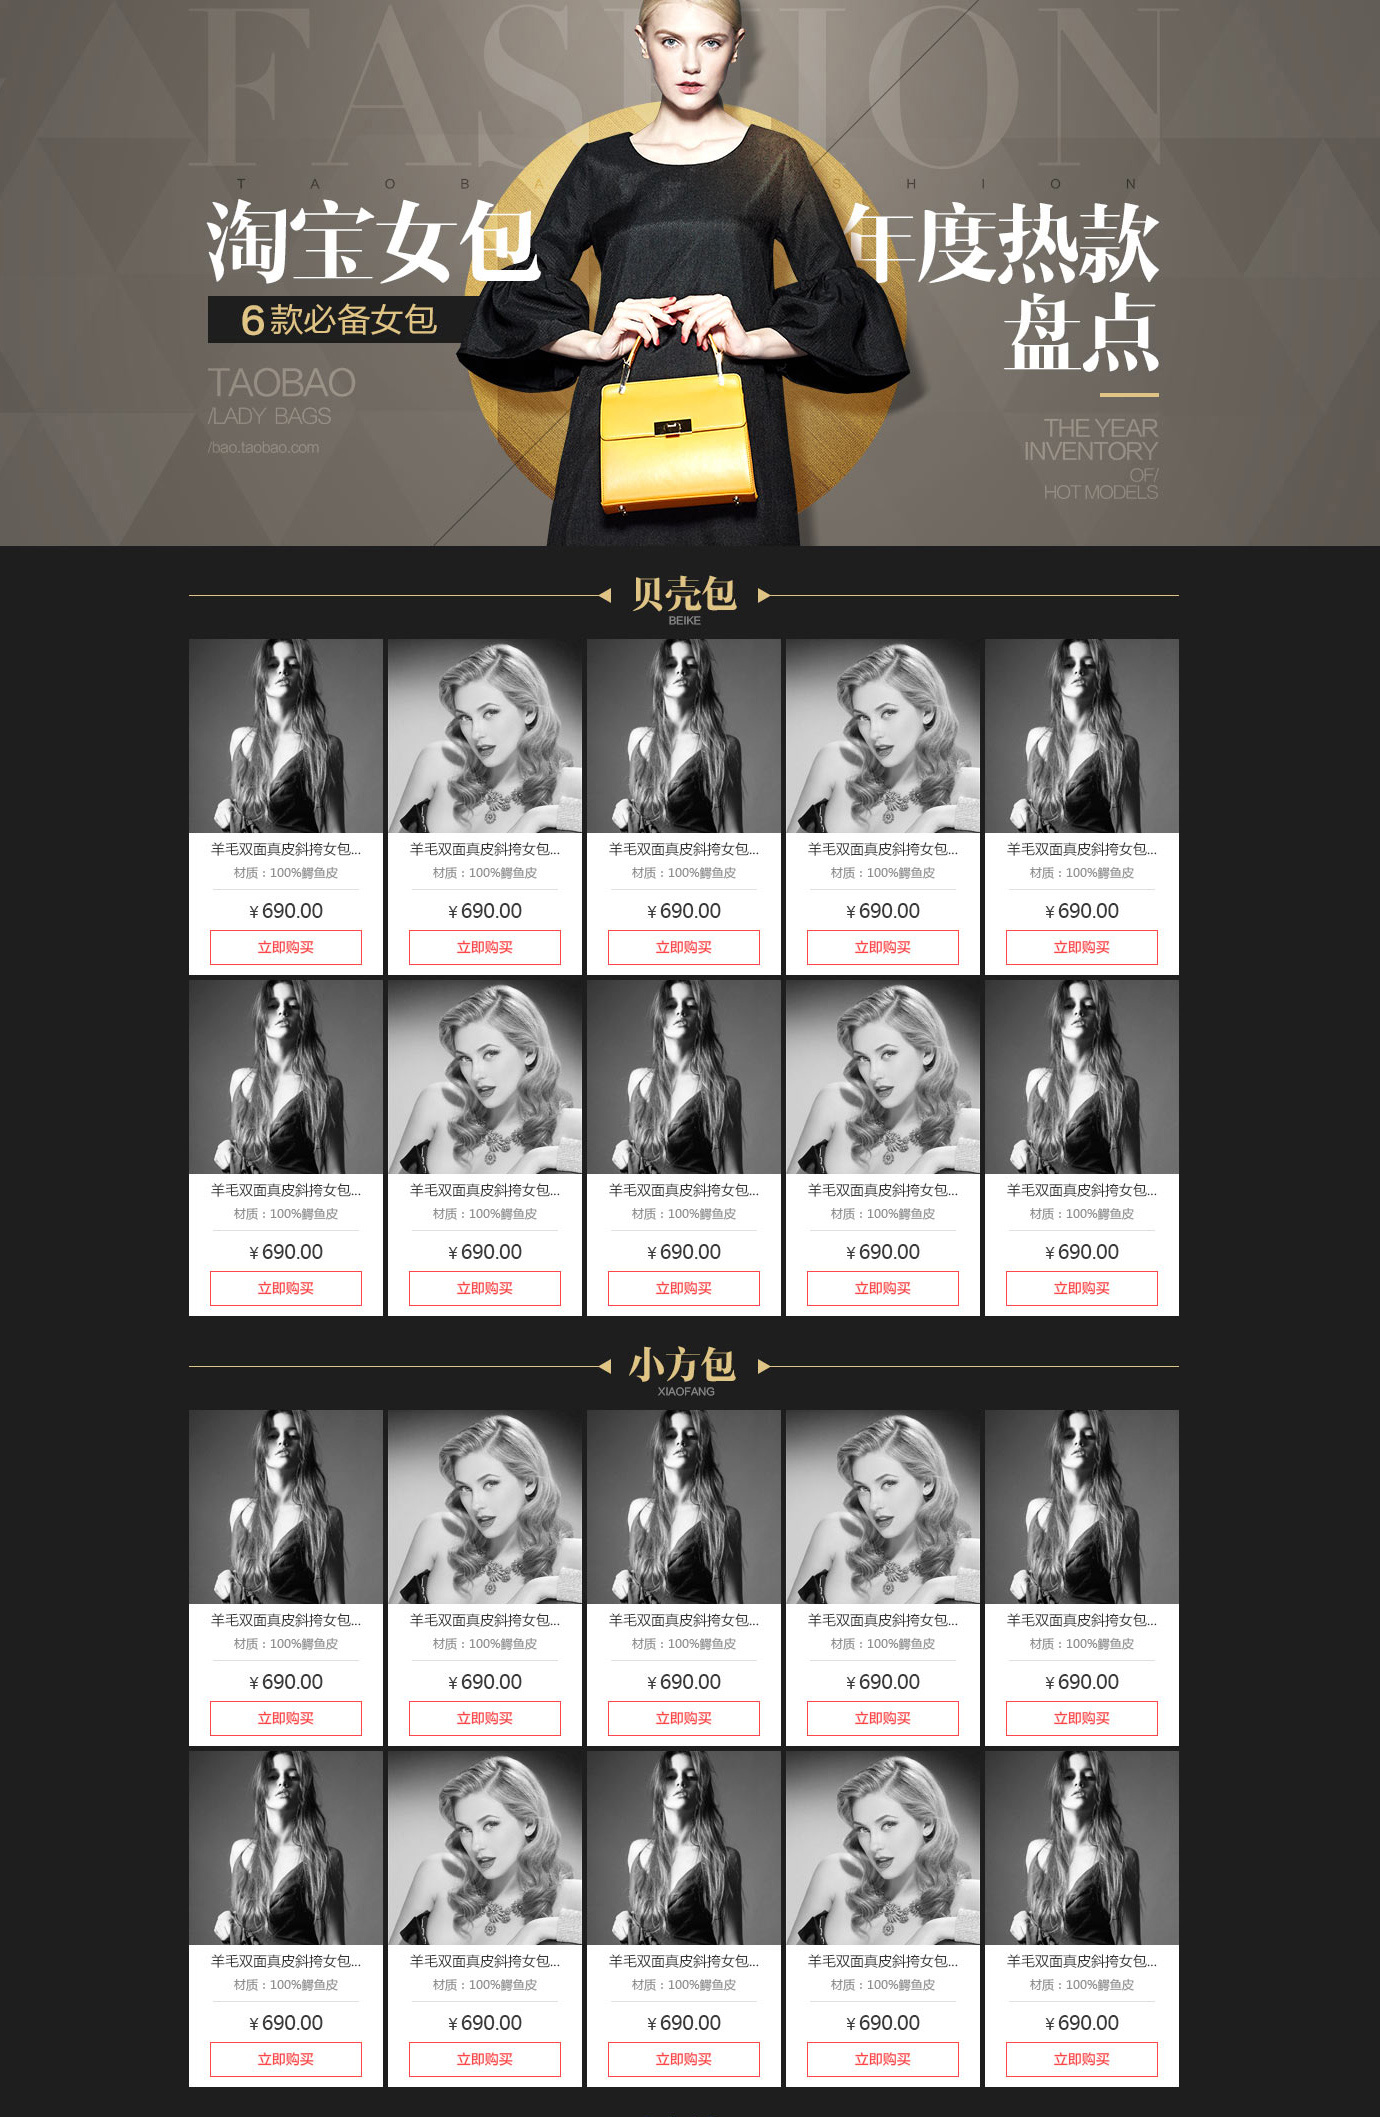 FASHION
TAOBA SHION
淘宝女包
年度热款
盘点
6款必备女包
TAOBAO
/LADY BAGS
/bao.taobao.com
THE YEAR
INVENTORY
OF/
HOT MODELS
贝壳包
BEIKE
羊毛双面真皮斜挎女包... 羊毛双面真皮斜挎女包... 羊毛双面真皮斜挎女包... 羊毛双面真皮斜挎女包... 羊毛双面真皮斜挎女包...
材质：100%鳄鱼皮 材质：100%鳄鱼皮 材质：100%鳄鱼皮 材质：100%鳄鱼皮 材质：100%鳄鱼皮
￥690.00 ￥690.00 ￥690.00 ￥690.00 ￥690.00
立即购买 立即购买 立即购买 立即购买 立即购买
羊毛双面真皮斜挎女包... 羊毛双面真皮斜挎女包... 羊毛双面真皮斜挎女包... 羊毛双面真皮斜挎女包... 羊毛双面真皮斜挎女包...
材质：100%鳄鱼皮 材质：100%鳄鱼皮 材质：100%鳄鱼皮 材质：100%鳄鱼皮 材质：100%鳄鱼皮
￥690.00 ￥690.00 ￥690.00 ￥690.00 ￥690.00
立即购买 立即购买 立即购买 立即购买 立即购买
小方包
XIAOFANG
羊毛双面真皮斜挎女包... 羊毛双面真皮斜挎女包... 羊毛双面真皮斜挎女包... 羊毛双面真皮斜挎女包... 羊毛双面真皮斜挎女包...
材质：100%鳄鱼皮 材质：100%鳄鱼皮 材质：100%鳄鱼皮 材质：100%鳄鱼皮 材质：100%鳄鱼皮
￥690.00 ￥690.00 ￥690.00 ￥690.00 ￥690.00
立即购买 立即购买 立即购买 立即购买 立即购买
羊毛双面真皮斜挎女包... 羊毛双面真皮斜挎女包... 羊毛双面真皮斜挎女包... 羊毛双面真皮斜挎女包... 羊毛双面真皮斜挎女包...
材质：100%鳄鱼皮 材质：100%鳄鱼皮 材质：100%鳄鱼皮 材质：100%鳄鱼皮 材质：100%鳄鱼皮
￥690.00 ￥690.00 ￥690.00 ￥690.00 ￥690.00
立即购买 立即购买 立即购买 立即购买 立即购买